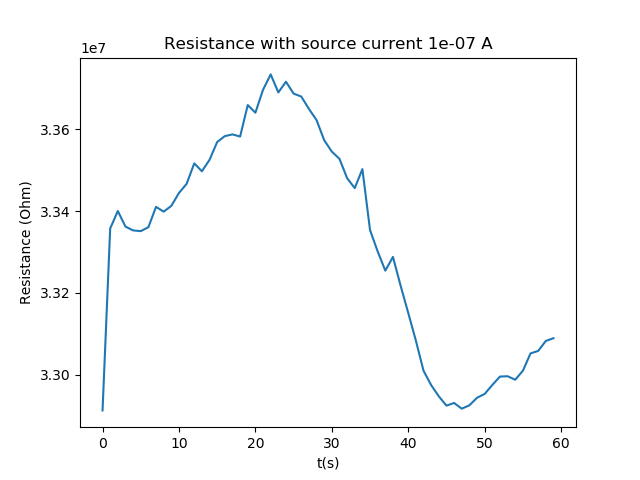 Resistance with source current 1e-07 A
1e7
3.36
3.34
3.32
3.30
Resistance (Ohm)
0 10 20 30 40 50 60
t(s)